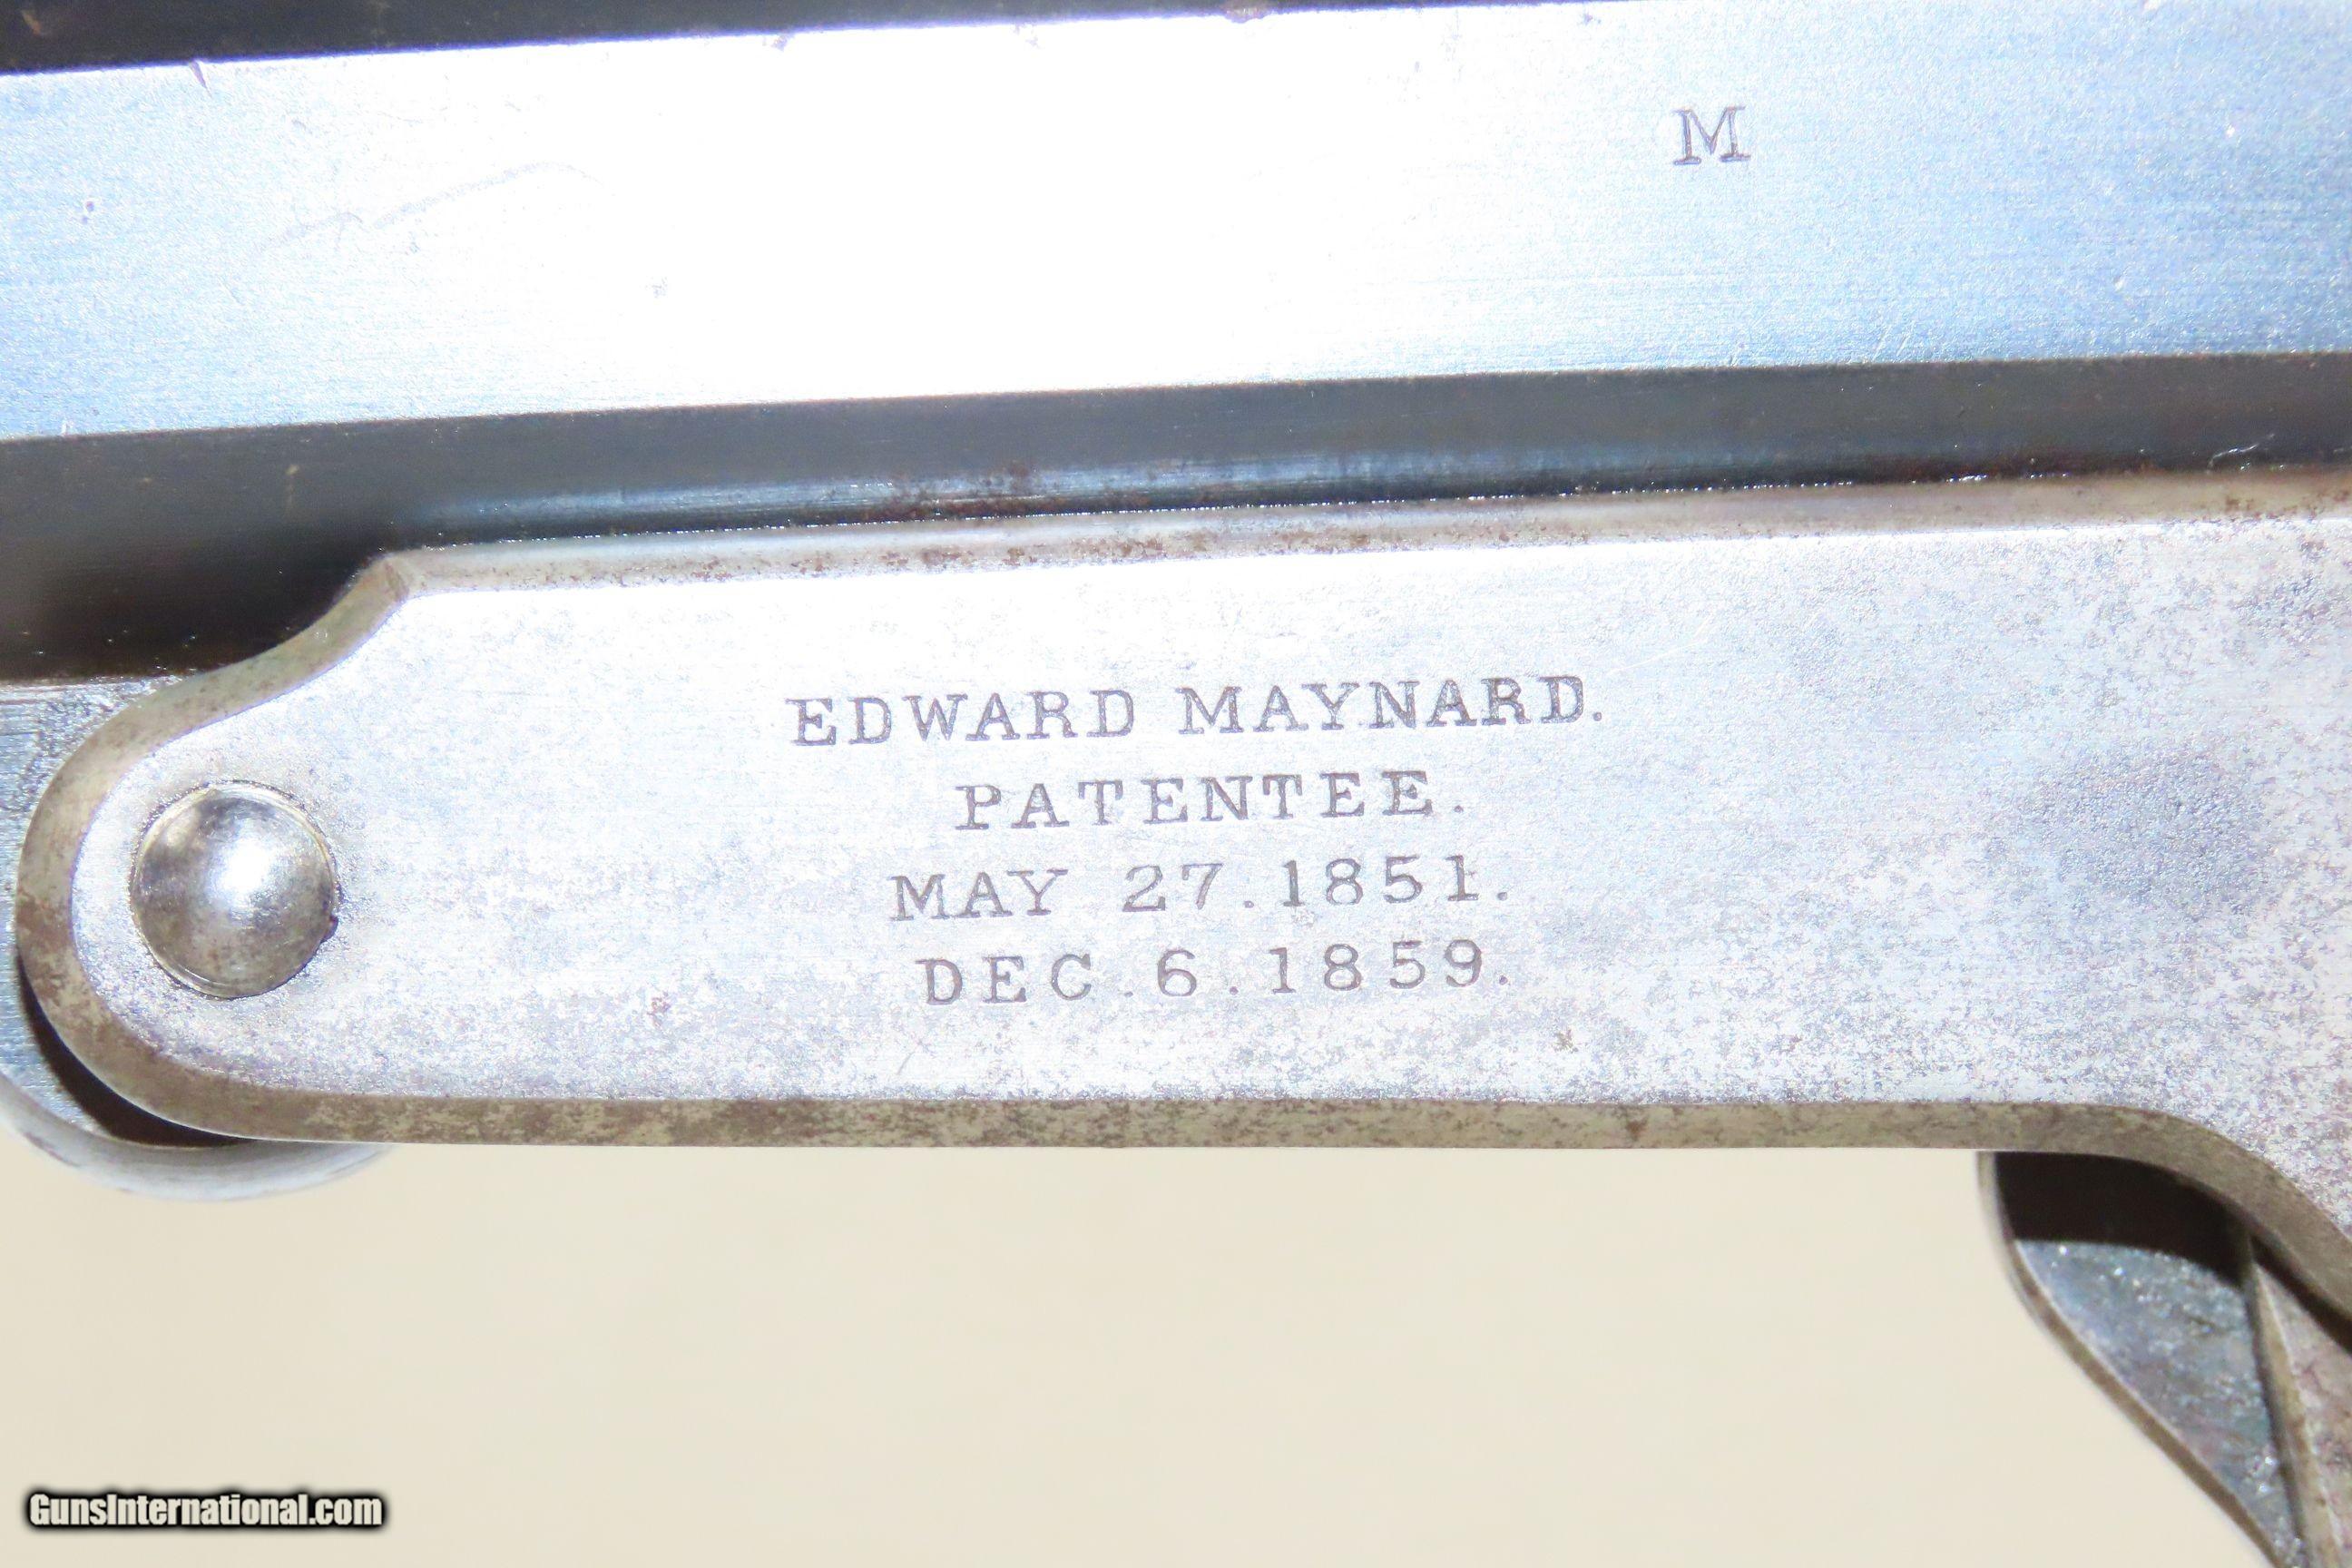 M
EDWARD MAYNARD.
PATENTEE.
MAY 27.1851.
DEC.6.1859.
GunsInternational.com